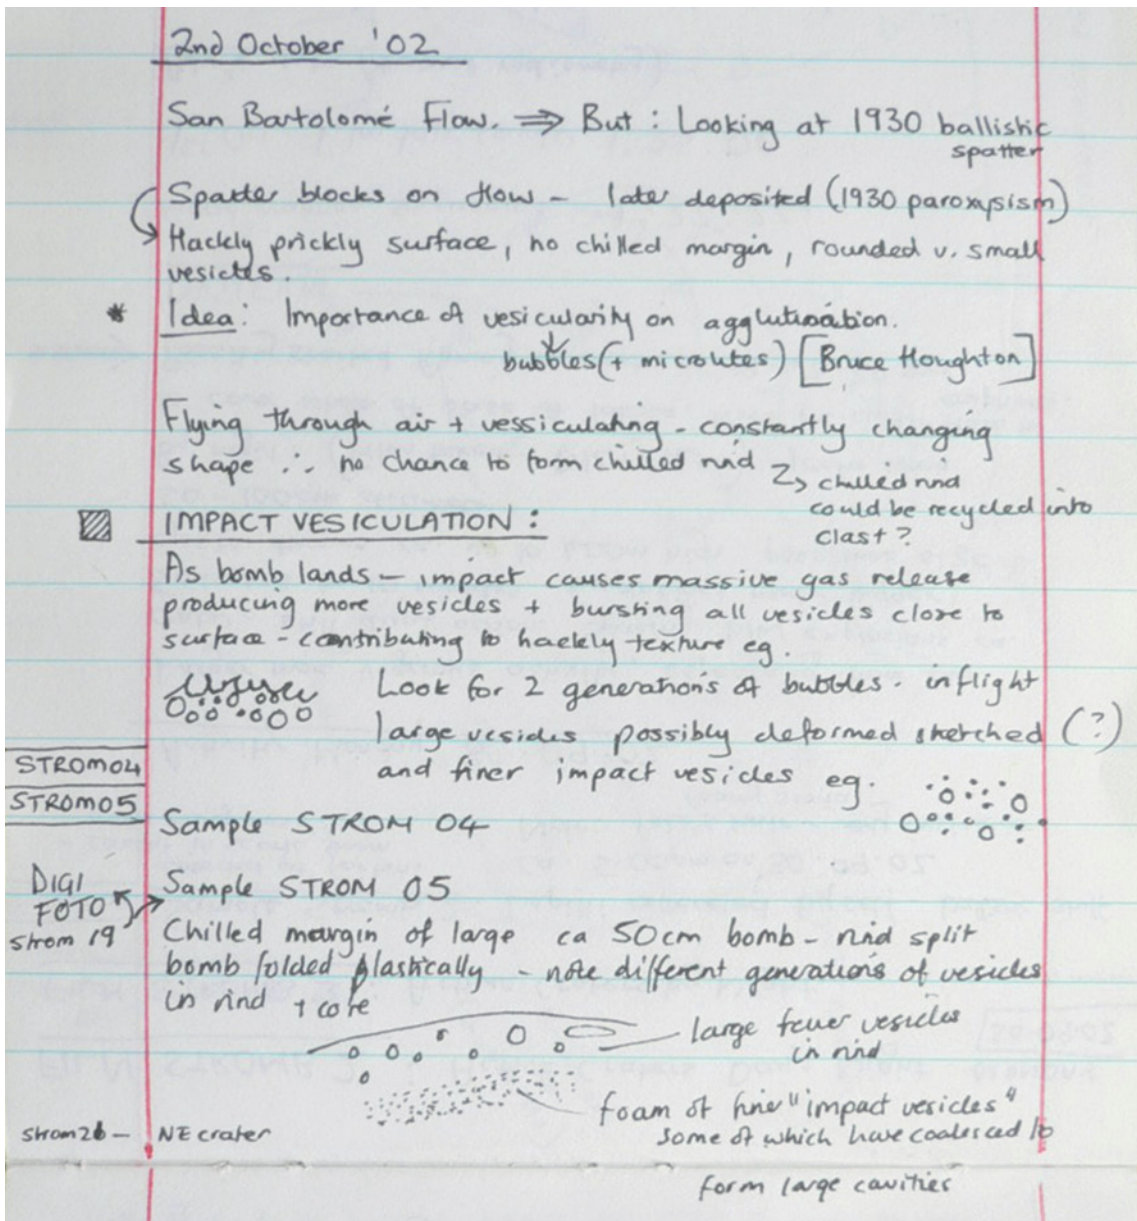 2nd October '02
San Bartolomé Flow. ⇒ But : Looking at 1930 ballistic
spatter
Spatter blocks on flow - later deposited (1930 paroxysism)
Hackly prickly surface, no chilled margin, rounded v. small
vesicles.
* Idea: Importance of vesicularity on agglutination.
bubbles (+ microlites) [Bruce Houghton]
Flying through air + vessiculating - constantly changing
shape ∴ no chance to form chilled rind
chilled rind
could be recycled into
clast?
IMPACT VESICULATION :
As bomb lands - impact causes massive gas release
producing more vesicles + bursting all vesicles close to
surface - contributing to hackly texture eg.
Look for 2 generations of bubbles. inflight
large vesicles possibly deformed stretched (?)
and finer impact vesicles eg.
STROM04
STROM05
Sample STROM 04
DIGI
FOTO
Strom 19
Sample STROM 05
Chilled margin of large ca 50cm bomb - rind split
bomb folded plastically - note different generations of vesicles
in rind + core
large fewer vesicles
in rind
foam of fine "impact vesicles"
some of which have coalesced to
Strom 26 - NE crater
form large cavities